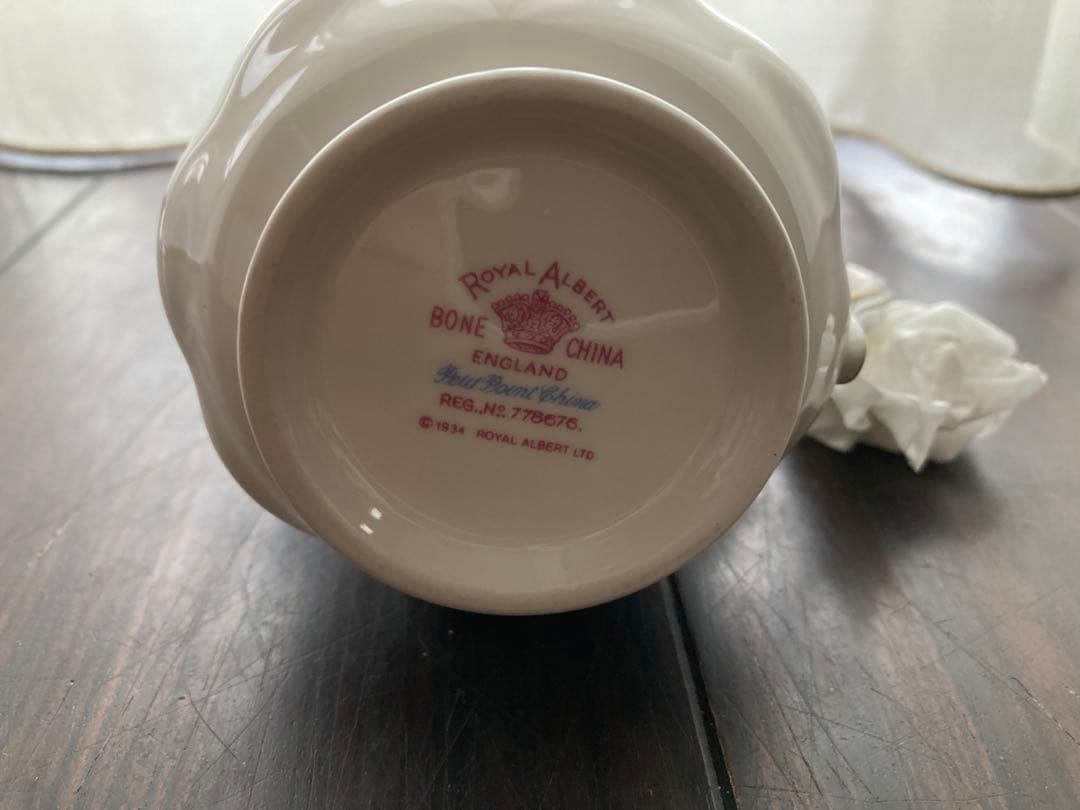 ROYAL ALBERT
BONE CHINA
ENGLAND
Petit Point China
REG., Nº. 778676.
© 1934 ROYAL ALBERT LTD